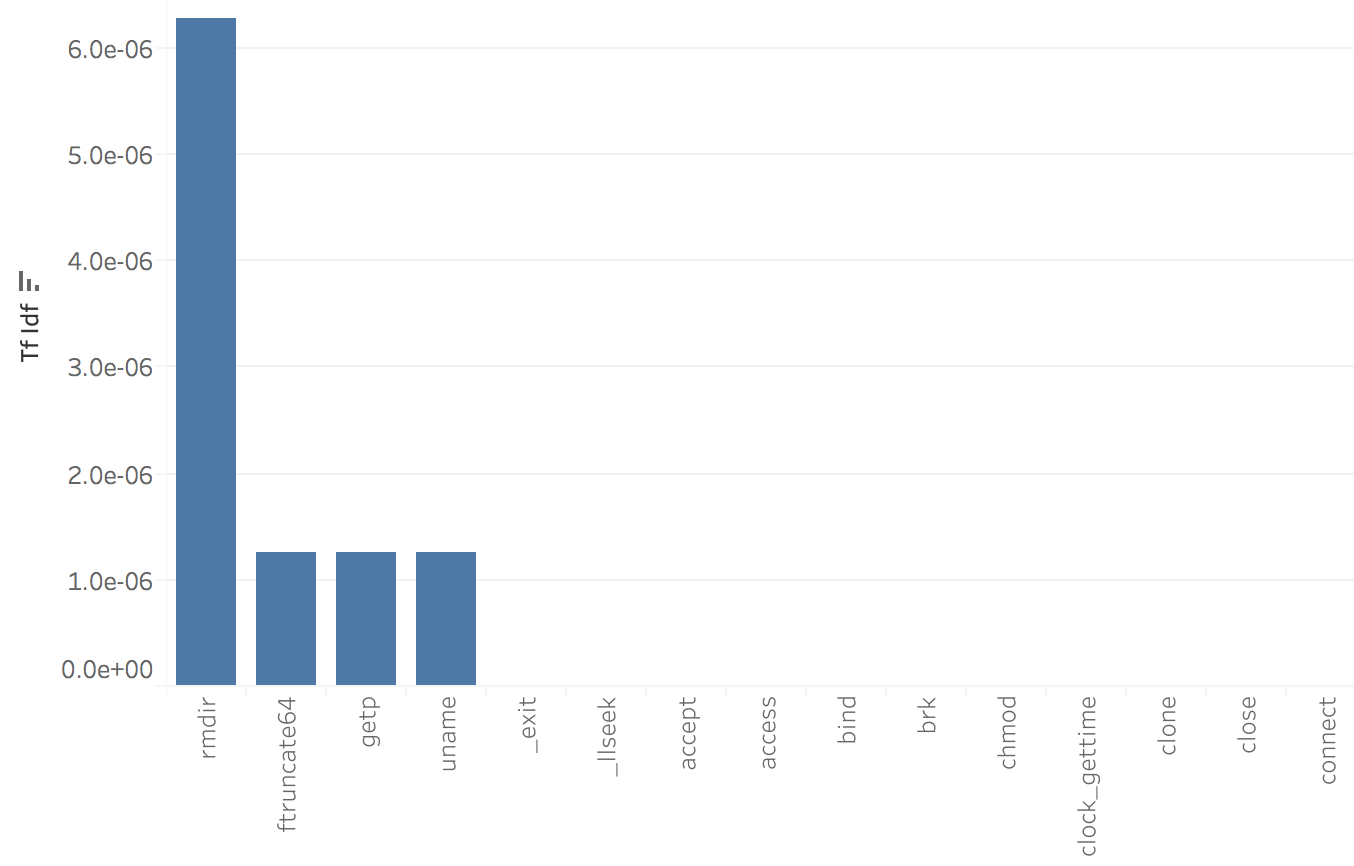 6.0e-06
5.0e-06
4.0e-06
3.0e-06
2.0e-06
1.0e-06
0.0e+00
Tf Idf
rmdir
ftruncate64
getp
uname
_exit
_llseek
accept
access
bind
brk
chmod
clock_gettime
clone
close
connect